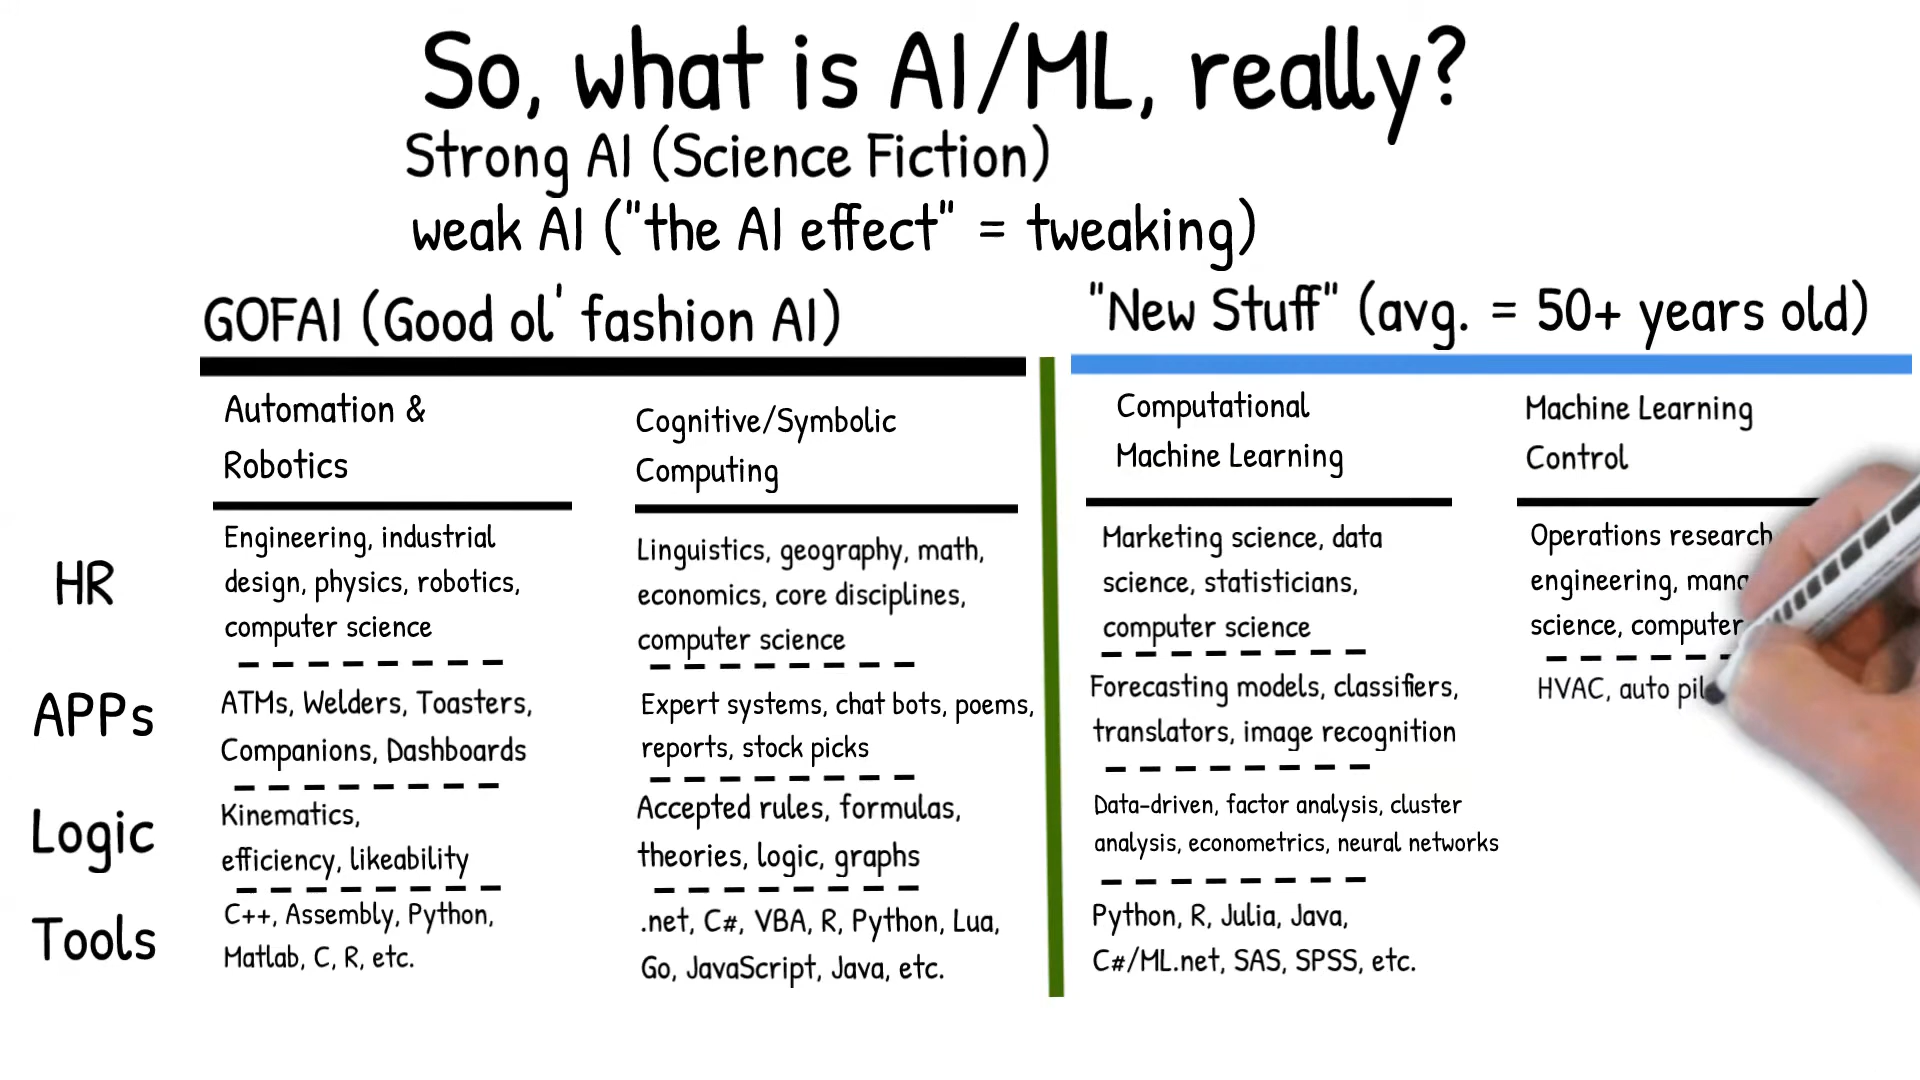 So, what is AI/ML, really?
Strong AI (Science Fiction)
weak AI ("the AI effect" = tweaking)
GOFAI (Good ol' fashion AI)
"New Stuff" (avg. = 50+ years old)
Automation &
Robotics
Cognitive/Symbolic
Computing
Computational
Machine Learning
Machine Learning
Control
HR
Engineering, industrial
design, physics, robotics,
computer science
Linguistics, geography, math,
economics, core disciplines,
computer science
Marketing science, data
science, statisticians,
computer science
Operations research
engineering,
science, computer
APPs
ATMs, Welders, Toasters,
Companions, Dashboards
Expert systems, chat bots, poems,
reports, stock picks
Forecasting models, classifiers,
translators, image recognition
HVAC, auto
Logic
Kinematics,
efficiency, likeability
Accepted rules, formulas,
theories, logic, graphs
Data-driven, factor analysis, cluster
analysis, econometrics, neural networks
Tools
C++, Assembly, Python,
Matlab, C, R, etc.
.net, C#, VBA, R, Python, Lua,
Go, JavaScript, Java, etc.
Python, R, Julia, Java,
C#/ML.net, SAS, SPSS, etc.